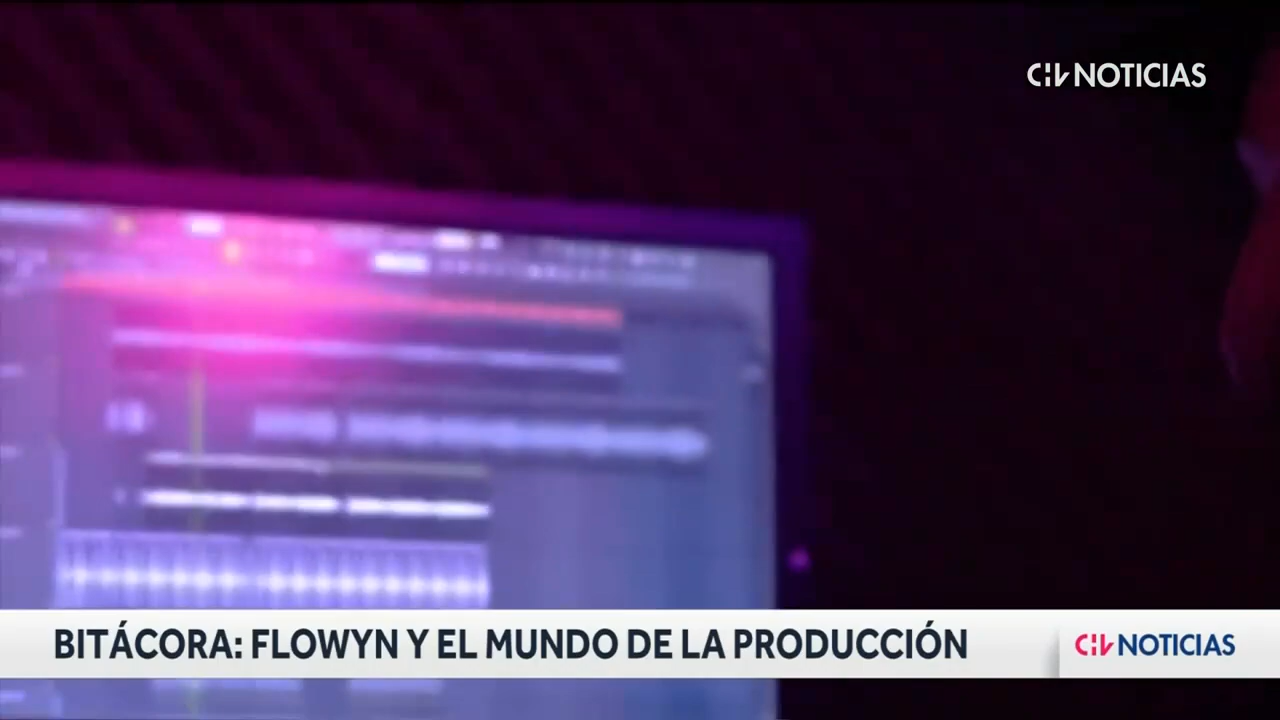 CHV NOTICIAS
BITÁCORA: FLOWYN Y EL MUNDO DE LA PRODUCCIÓN
CHV NOTICIAS